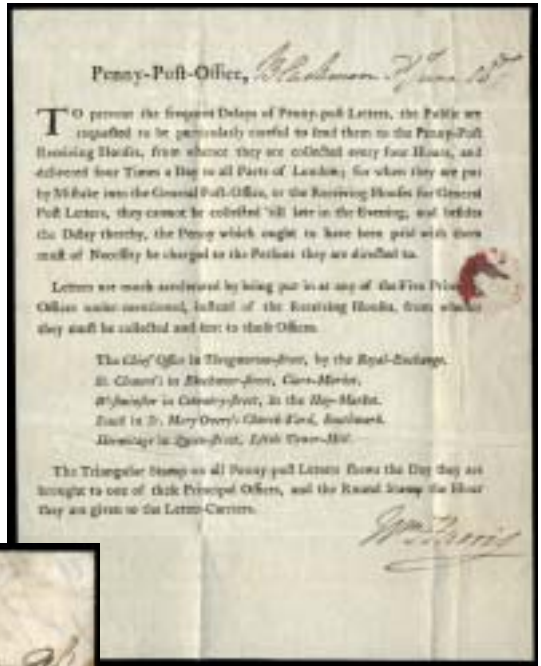 Penny-Post-Office,
TO prevent the frequent Delays of Penny-post Letters, the Public are
requested to be particularly careful to send them to the Penny-Post
Receiving Houses, from whence they are collected every four Hours, and
delivered four Times a Day to all Parts of London; for when they are put
by Mistake into the General Post-Office, or the Receiving Houses for General
Post Letters, they cannot be collected 'till late in the Evening, and besides
the Delay thereby, the Penny which ought to have been paid with them
must of Necessity be charged to the Persons they are directed to.
Letters are much accelerated by being put in at any of the Five
Offices under-mentioned, instead of the Receiving Houses, from
they must be collected and sent to those Offices.
The Chief Office in Throgmorton-street, by the Royal-Exchange.
St. Clement's in Blackmore-street, Clare-Market.
Westminster in Coventry-street, in the Hay-Market.
in St. Mary Overy's Church-Yard, Southwark.
Hermitage in Queen-street, Little Tower-Hill.
The Triangular Stamp on all Penny-post Letters shews the Day they are
brought to one of these Principal Offices, and the Round Stamp the Hour
they are given to the Letter-Carriers.